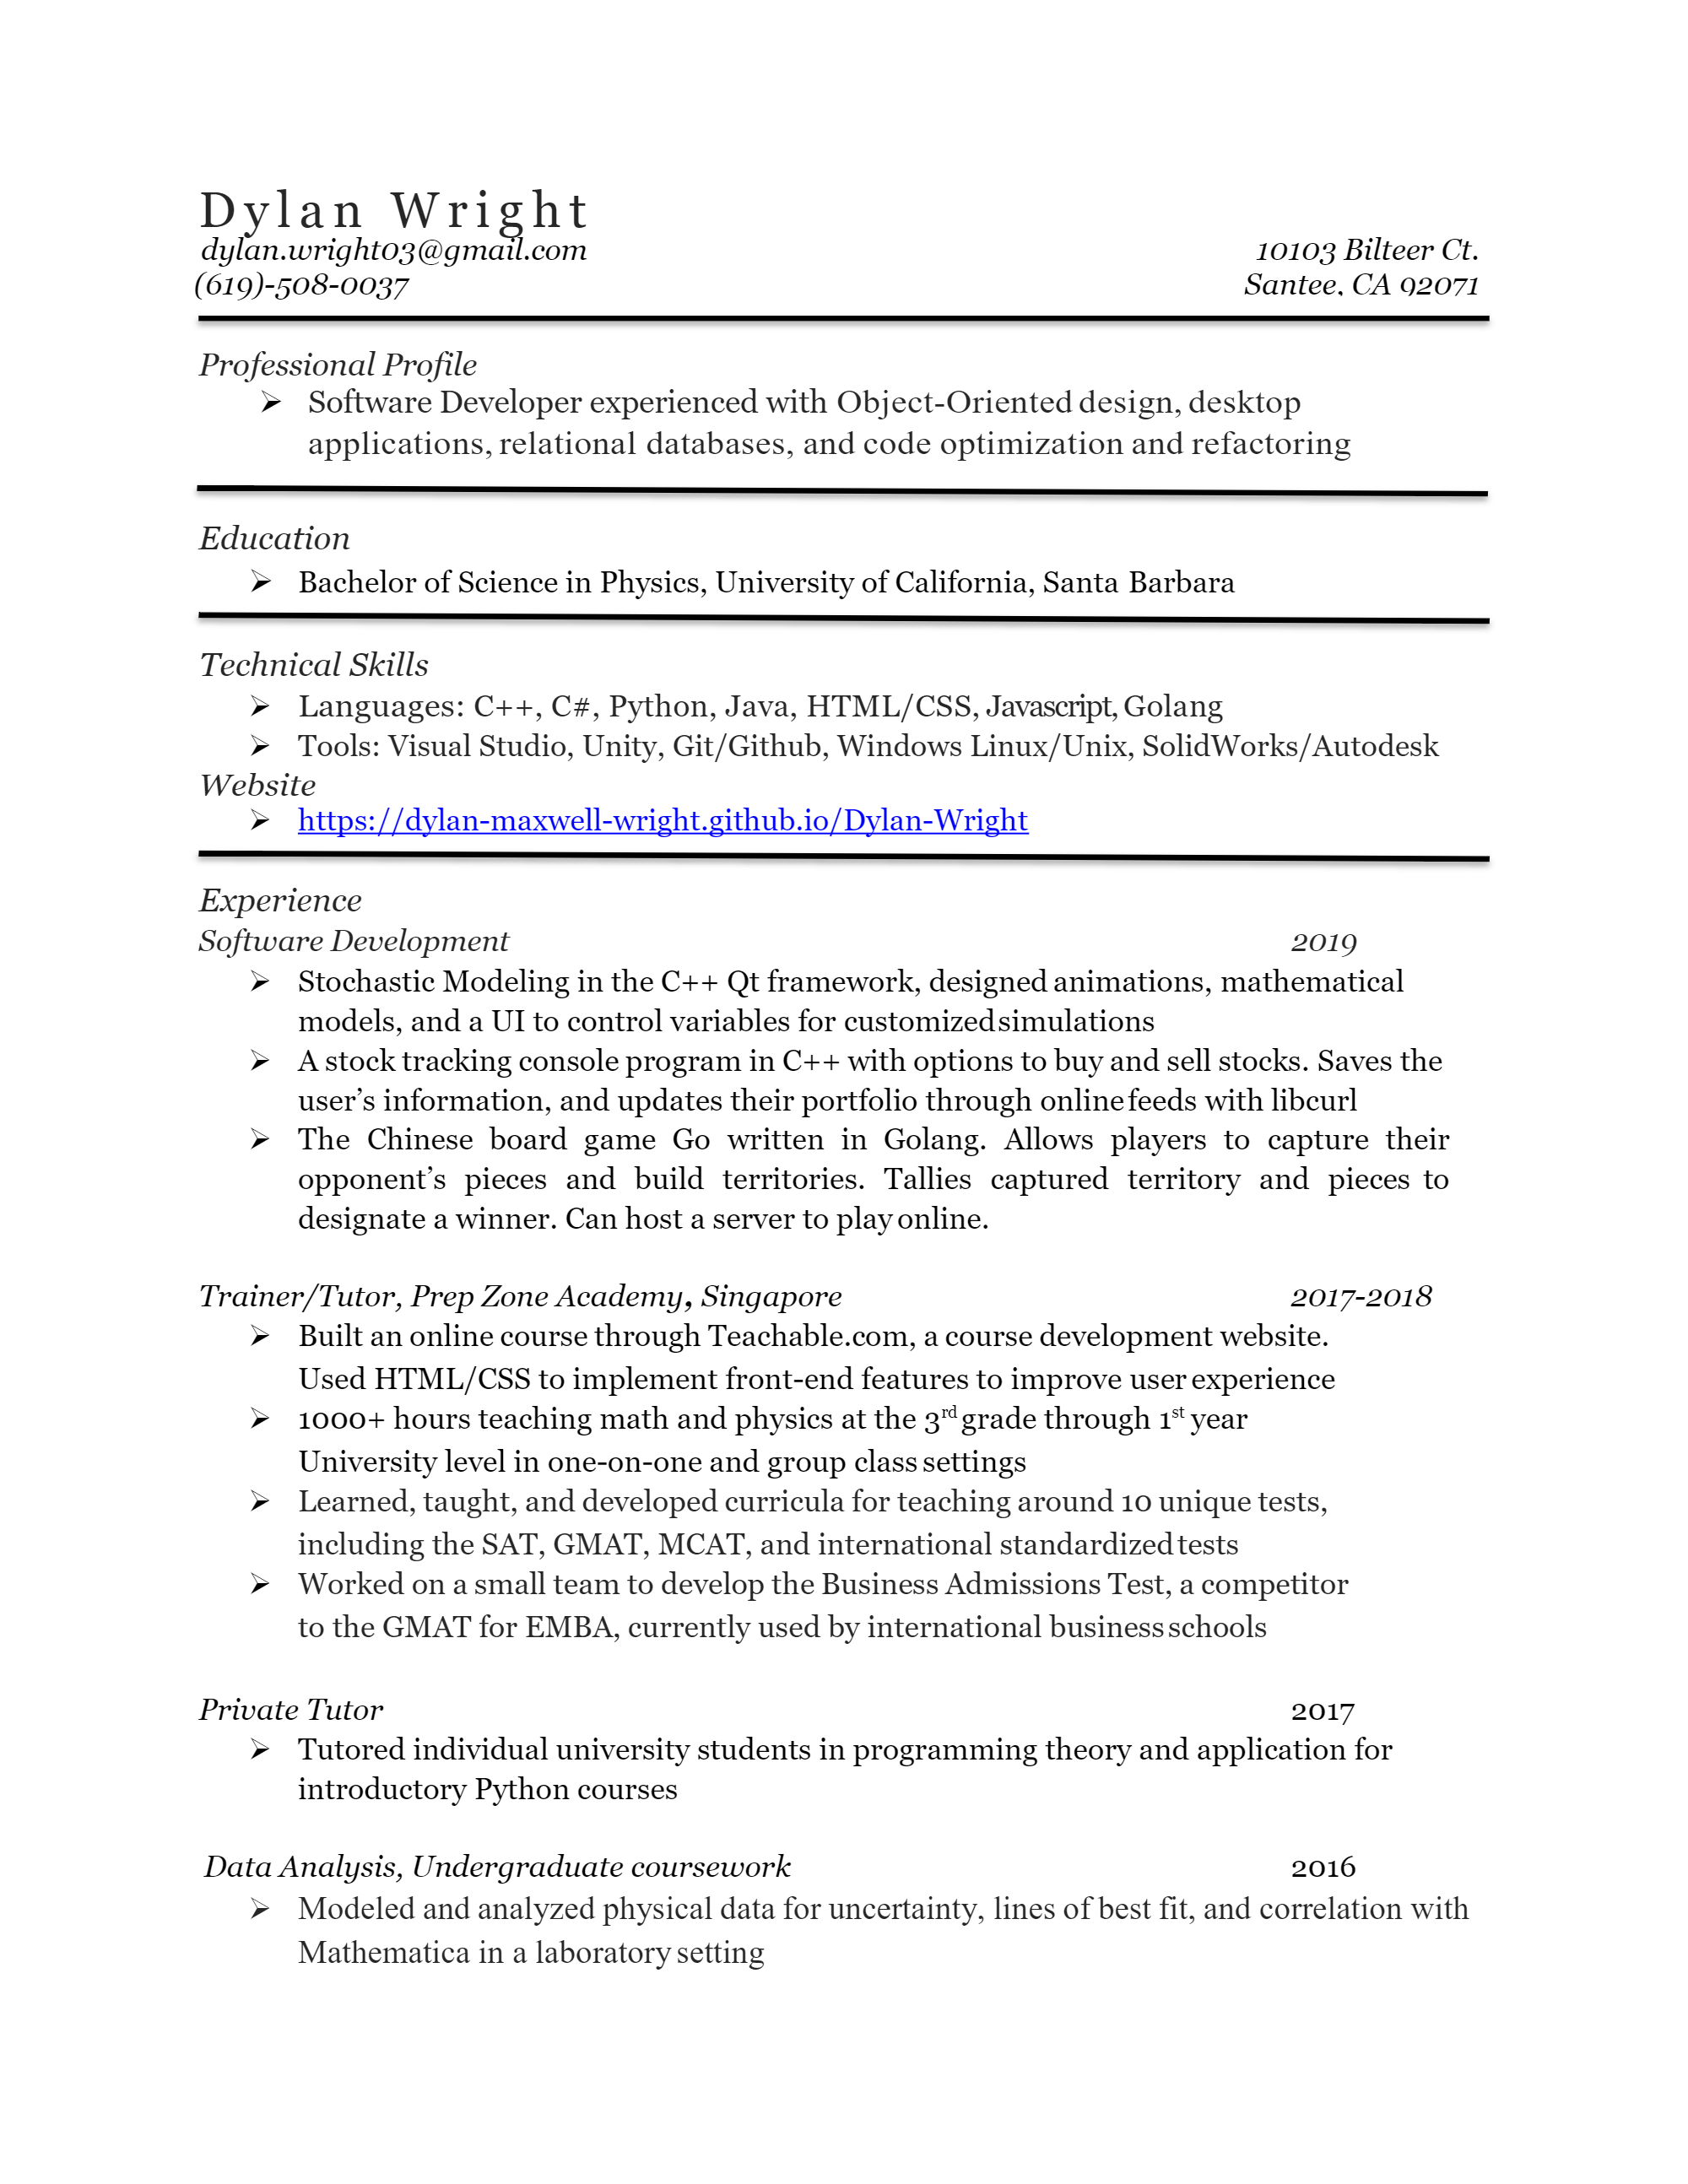 Dylan Wright
dylan.wright03@gmail.com 10103 Bilteer Ct.
(619)-508-0037 Santee, CA 92071
Professional Profile
➢ Software Developer experienced with Object-Oriented design, desktop
applications, relational databases, and code optimization and refactoring
Education
➢ Bachelor of Science in Physics, University of California, Santa Barbara
Technical Skills
➢ Languages: C++, C#, Python, Java, HTML/CSS, Javascript, Golang
➢ Tools: Visual Studio, Unity, Git/Github, Windows Linux/Unix, SolidWorks/Autodesk
Website
➢ https://dylan-maxwell-wright.github.io/Dylan-Wright
Experience
Software Development 2019
➢ Stochastic Modeling in the C++ Qt framework, designed animations, mathematical
models, and a UI to control variables for customized simulations
➢ A stock tracking console program in C++ with options to buy and sell stocks. Saves the
user’s information, and updates their portfolio through online feeds with libcurl
➢ The Chinese board game Go written in Golang. Allows players to capture their
opponent’s pieces and build territories. Tallies captured territory and pieces to
designate a winner. Can host a server to play online.
Trainer/Tutor, Prep Zone Academy, Singapore 2017-2018
➢ Built an online course through Teachable.com, a course development website.
Used HTML/CSS to implement front-end features to improve user experience
➢ 1000+ hours teaching math and physics at the 3rd grade through 1st year
University level in one-on-one and group class settings
➢ Learned, taught, and developed curricula for teaching around 10 unique tests,
including the SAT, GMAT, MCAT, and international standardized tests
➢ Worked on a small team to develop the Business Admissions Test, a competitor
to the GMAT for EMBA, currently used by international business schools
Private Tutor 2017
➢ Tutored individual university students in programming theory and application for
introductory Python courses
Data Analysis, Undergraduate coursework 2016
➢ Modeled and analyzed physical data for uncertainty, lines of best fit, and correlation with
Mathematica in a laboratory setting